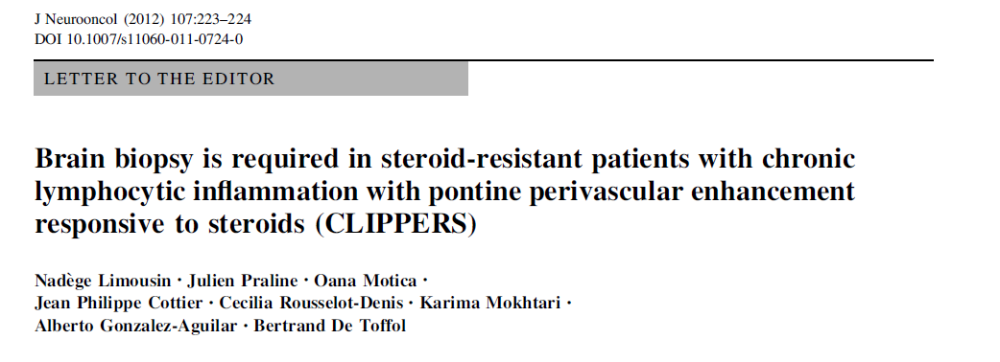 J Neurooncol (2012) 107:223–224
DOI 10.1007/s11060-011-0724-0
LETTER TO THE EDITOR
Brain biopsy is required in steroid-resistant patients with chronic
lymphocytic inflammation with pontine perivascular enhancement
responsive to steroids (CLIPPERS)
Nadège Limousin · Julien Praline · Oana Motica ·
Jean Philippe Cottier · Cecilia Rousselot-Denis · Karima Mokhtari ·
Alberto Gonzalez-Aguilar · Bertrand De Toffol